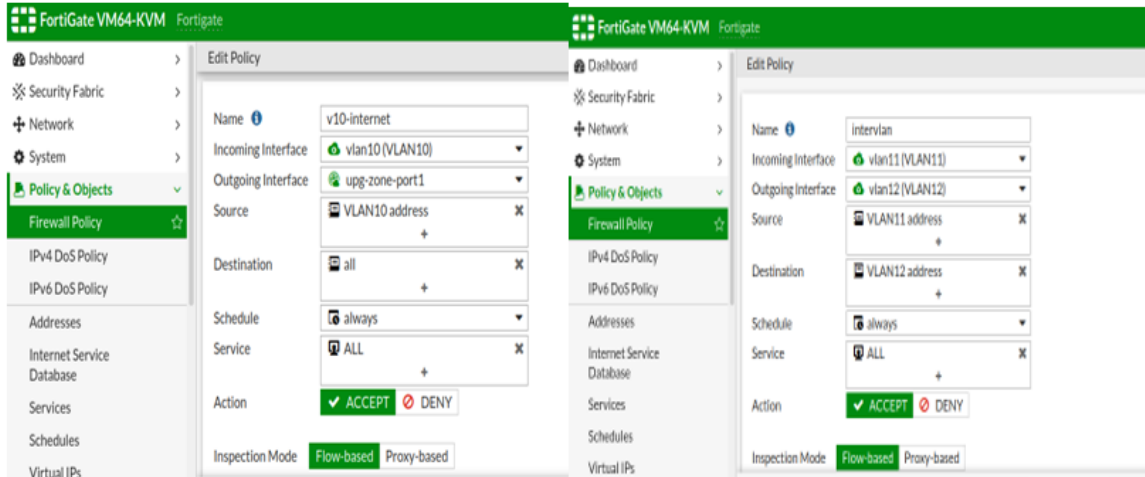 FortiGate VM64-KVM Fortigate
Dashboard
Security Fabric
Network
System
Policy & Objects
Firewall Policy
IPv4 DoS Policy
IPv6 DoS Policy
Addresses
Internet Service
Database
Services
Schedules
Virtual IPs
Edit Policy
Name v10-internet
Incoming Interface vlan10 (VLAN10)
Outgoing Interface upg-zone-port1
Source VLAN10 address
+
Destination all
+
Schedule always
Service ALL
+
Action ACCEPT DENY
Inspection Mode Flow-based Proxy-based
FortiGate VM64-KVM Fortigate
Dashboard
Security Fabric
Network
System
Policy & Objects
Firewall Policy
IPv4 DoS Policy
IPv6 DoS Policy
Addresses
Internet Service
Database
Services
Schedules
Virtual IPs
Edit Policy
Name intervlan
Incoming Interface vlan11 (VLAN11)
Outgoing Interface vlan12 (VLAN12)
Source VLAN11 address
+
Destination VLAN12 address
+
Schedule always
Service ALL
+
Action ACCEPT DENY
Inspection Mode Flow-based Proxy-based